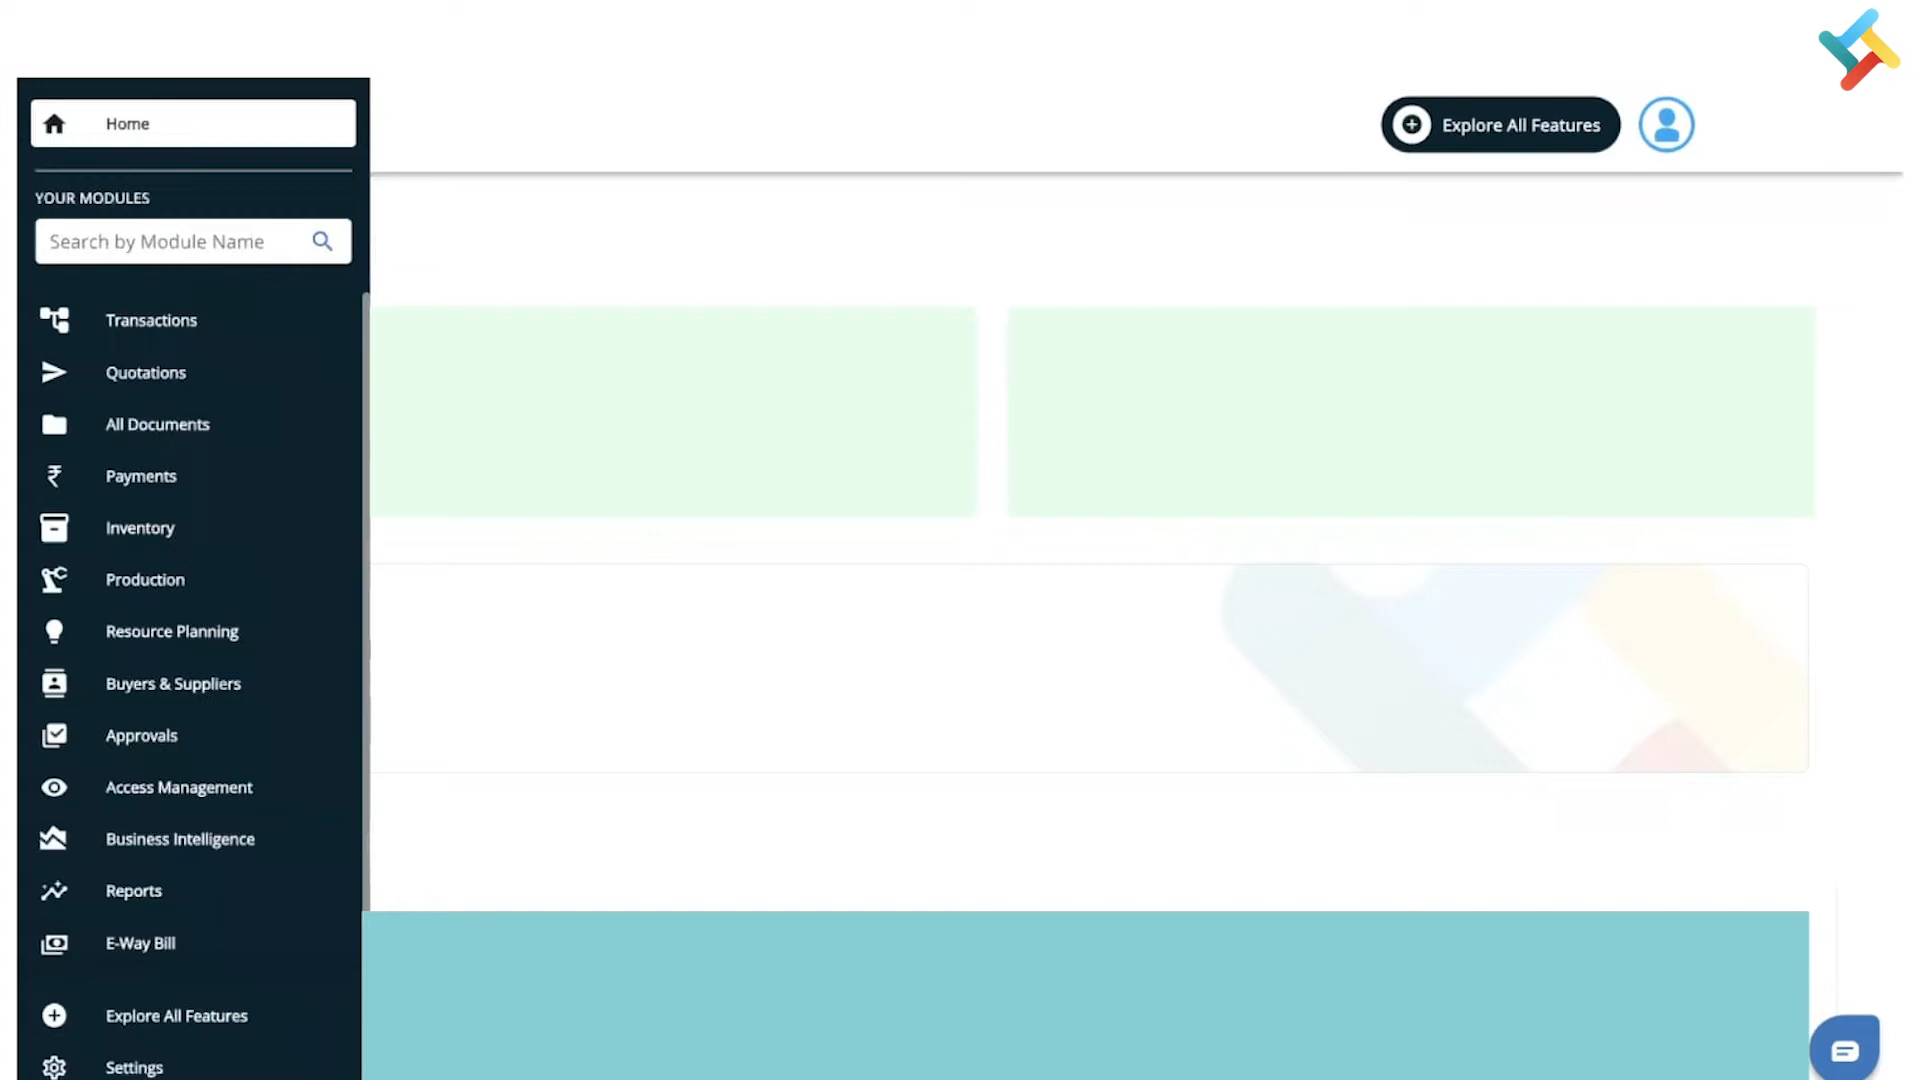 Home
Explore All Features
YOUR MODULES
Search by Module Name
Transactions
Quotations
All Documents
Payments
Inventory
Production
Resource Planning
Buyers & Suppliers
Approvals
Access Management
Business Intelligence
Reports
E-Way Bill
Explore All Features
Settings